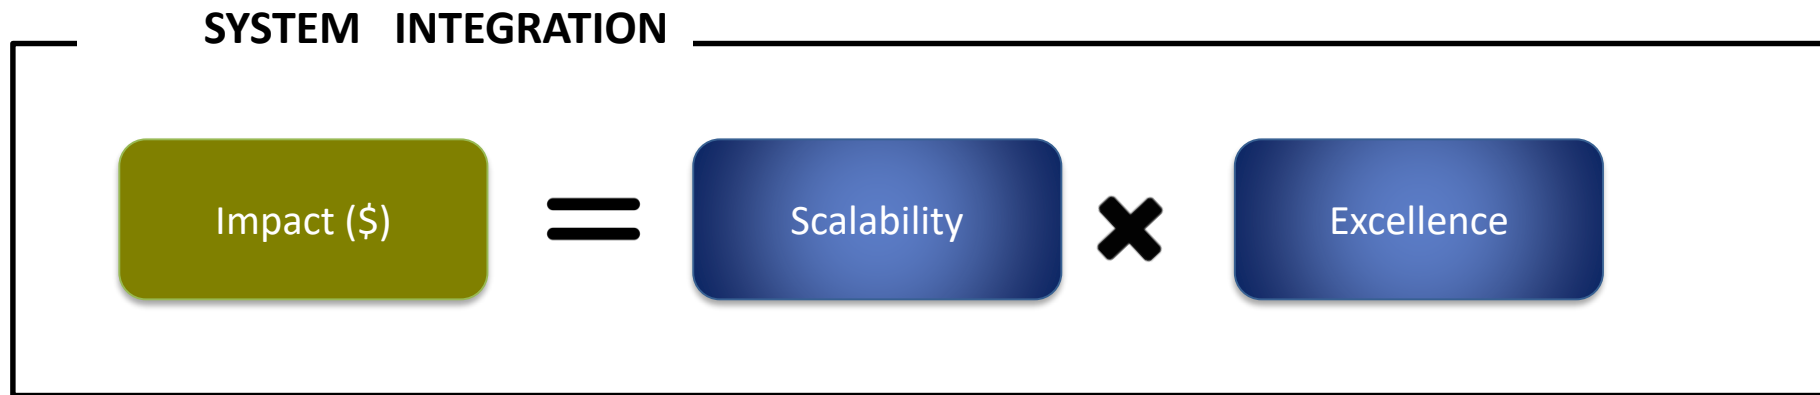 SYSTEM INTEGRATION
Impact ($) = Scalability × Excellence